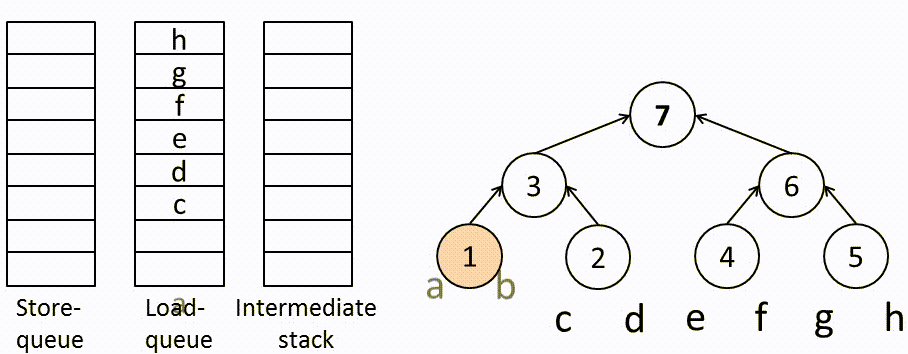 h
g
f
e
d
c
Store-
queue
Load-
queue
a
Intermediate
stack
7
3
6
1
2
4
5
a b
c d e f g h